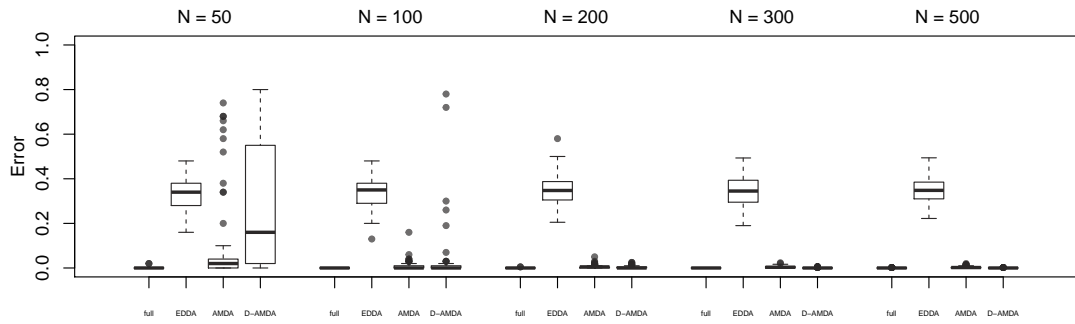 N = 50 N = 100 N = 200 N = 300 N = 500
1.0
0.8
0.6
0.4
0.2
0.0
Error
full EDDA AMDA D−AMDA full EDDA AMDA D−AMDA full EDDA AMDA D−AMDA full EDDA AMDA D−AMDA full EDDA AMDA D−AMDA